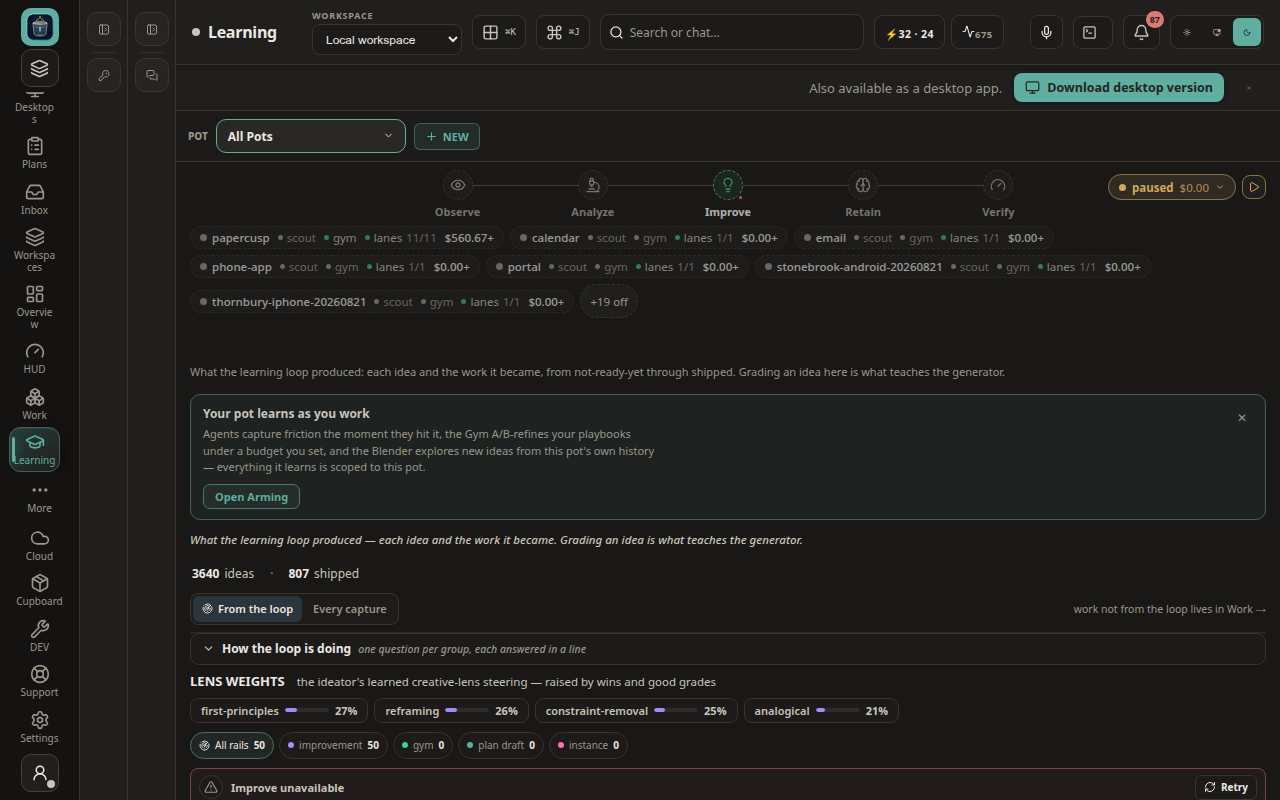 Learning
WORKSPACE
Local workspace
⌘K
⌘J
Search or chat...
⚡32 · 24
675
87
Desktops
Plans
Inbox
Workspaces
Overview
HUD
Work
Learning
More
Cloud
Cupboard
DEV
Support
Settings
Also available as a desktop app.
Download desktop version
×
POT
All Pots
+ NEW
Observe
Analyze
Improve
Retain
Verify
paused $0.00
papercusp scout gym lanes 11/11 $560.67+
calendar scout gym lanes 1/1 $0.00+
email scout gym lanes 1/1 $0.00+
phone-app scout gym lanes 1/1 $0.00+
portal scout gym lanes 1/1 $0.00+
stonebrook-android-20260821 scout gym lanes 1/1 $0.00+
thornbury-iphone-20260821 scout gym lanes 1/1 $0.00+
+19 off
What the learning loop produced: each idea and the work it became, from not-ready-yet through shipped. Grading an idea here is what teaches the generator.
Your pot learns as you work
×
Agents capture friction the moment they hit it, the Gym A/B-refines your playbooks
under a budget you set, and the Blender explores new ideas from this pot's own history
— everything it learns is scoped to this pot.
Open Arming
What the learning loop produced — each idea and the work it became. Grading an idea is what teaches the generator.
3640 ideas · 807 shipped
From the loop
Every capture
work not from the loop lives in Work →
How the loop is doing one question per group, each answered in a line
LENS WEIGHTS the ideator's learned creative-lens steering — raised by wins and good grades
first-principles 27%
reframing 26%
constraint-removal 25%
analogical 21%
All rails 50
improvement 50
gym 0
plan draft 0
instance 0
Improve unavailable
Retry